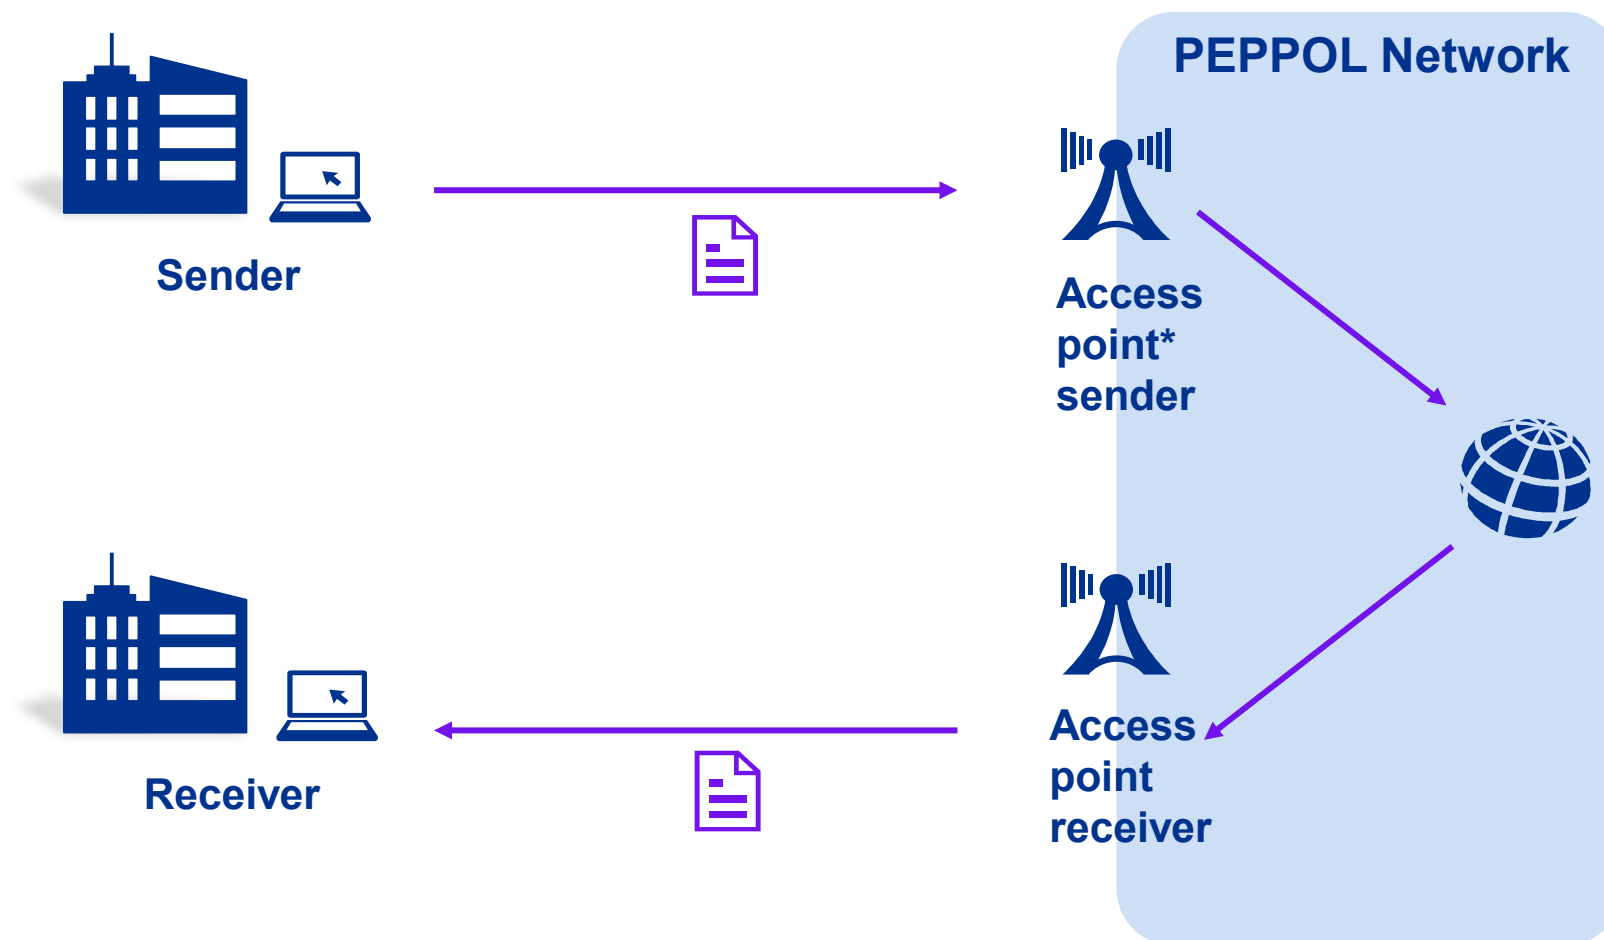 PEPPOL Network
Sender
Access
point*
sender
Receiver
Access
point
receiver